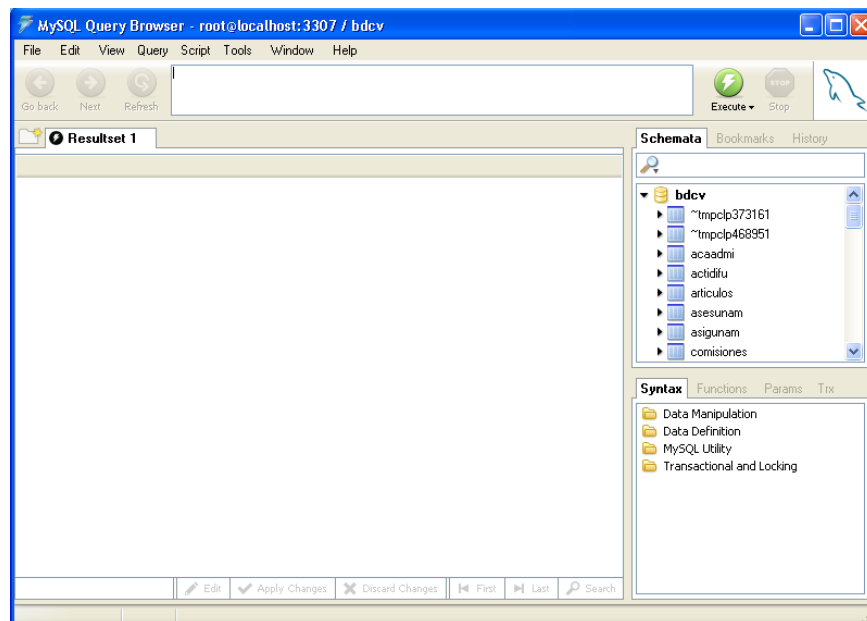 MySQL Query Browser - root@localhost:3307 / bdcv
File Edit View Query Script Tools Window Help
Go back Next Refresh Execute Stop
STOP
Resultset 1
Schemata Bookmarks History
bdcv
~tmpclp373161
~tmpclp468951
acaadmi
actidifu
articulos
asesunam
asigunam
comisiones
Syntax Functions Params Trx
Data Manipulation
Data Definition
MySQL Utility
Transactional and Locking
Edit Apply Changes Discard Changes First Last Search